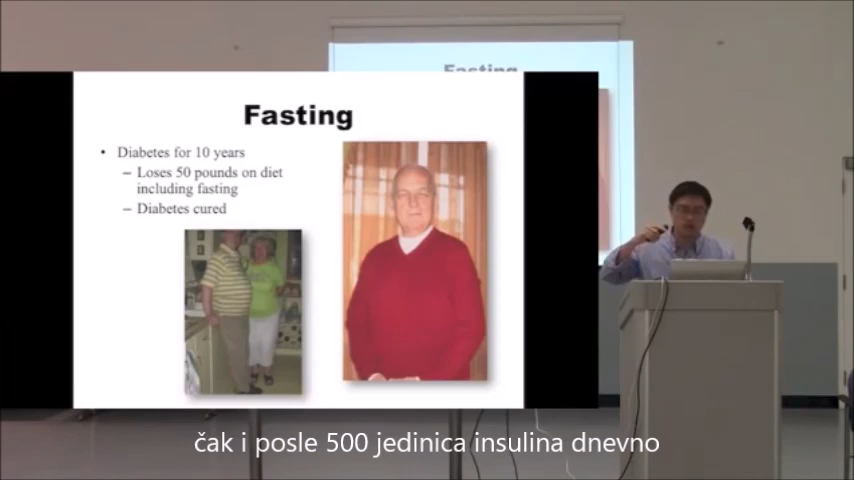 Fasting
Fasting
• Diabetes for 10 years
– Loses 50 pounds on diet
including fasting
– Diabetes cured
čak i posle 500 jedinica insulina dnevno